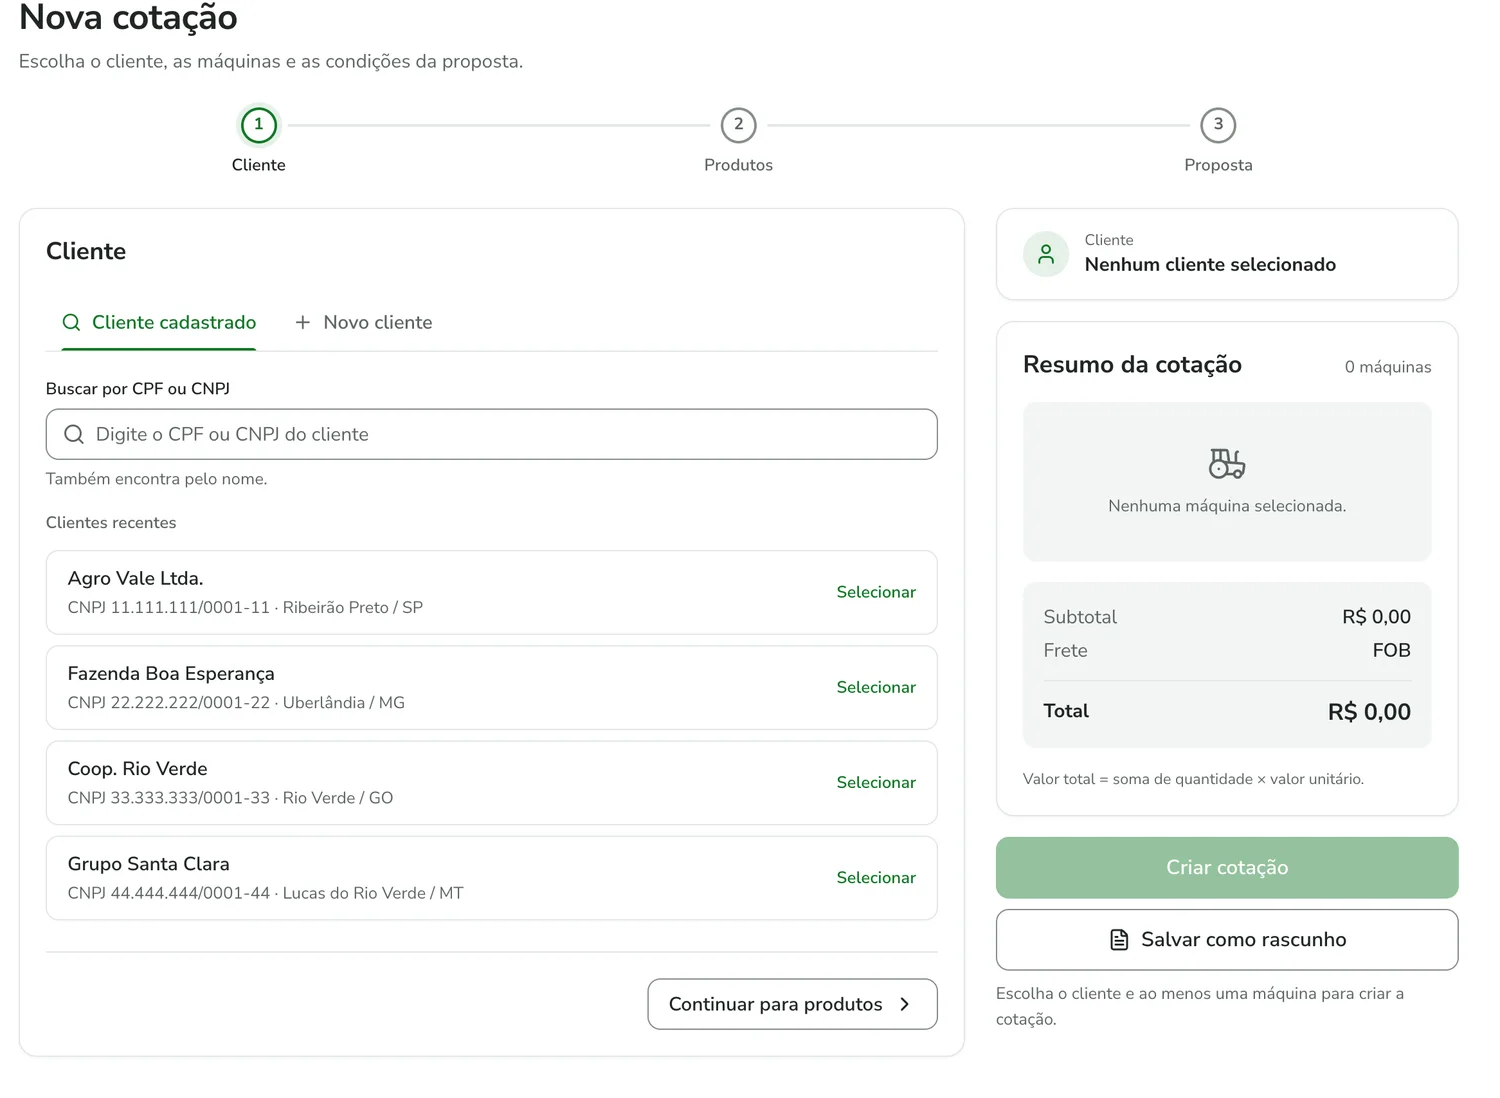 Nova cotação
Escolha o cliente, as máquinas e as condições da proposta.
1
2
3
Cliente
Produtos
Proposta
Cliente
Cliente cadastrado
Novo cliente
Buscar por CPF ou CNPJ
Digite o CPF ou CNPJ do cliente
Também encontra pelo nome.
Clientes recentes
Agro Vale Ltda.
CNPJ 11.111.111/0001-11 · Ribeirão Preto / SP
Selecionar
Fazenda Boa Esperança
CNPJ 22.222.222/0001-22 · Uberlândia / MG
Selecionar
Coop. Rio Verde
CNPJ 33.333.333/0001-33 · Rio Verde / GO
Selecionar
Grupo Santa Clara
CNPJ 44.444.444/0001-44 · Lucas do Rio Verde / MT
Selecionar
Continuar para produtos
Cliente
Nenhum cliente selecionado
Resumo da cotação
0 máquinas
Nenhuma máquina selecionada.
Subtotal R$ 0,00
Frete FOB
Total R$ 0,00
Valor total = soma de quantidade × valor unitário.
Criar cotação
Salvar como rascunho
Escolha o cliente e ao menos uma máquina para criar a
cotação.